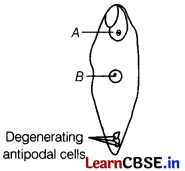 A
B
Degenerating
antipodal cells
LearnCBSE.in